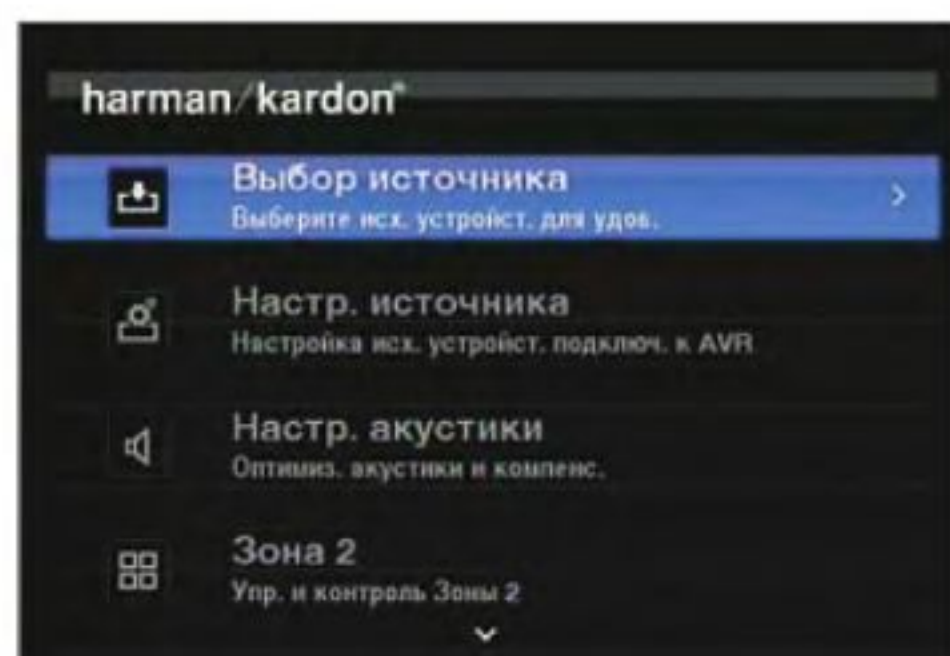 harman/kardon®
Выбор источника
Выберите исх. устройст. для удов.
Настр. источника
Настройка исх. устройст. подключ. к AVR
Настр. акустики
Оптимиз. акустики и компенс.
Зона 2
Упр. и контроль Зоны 2